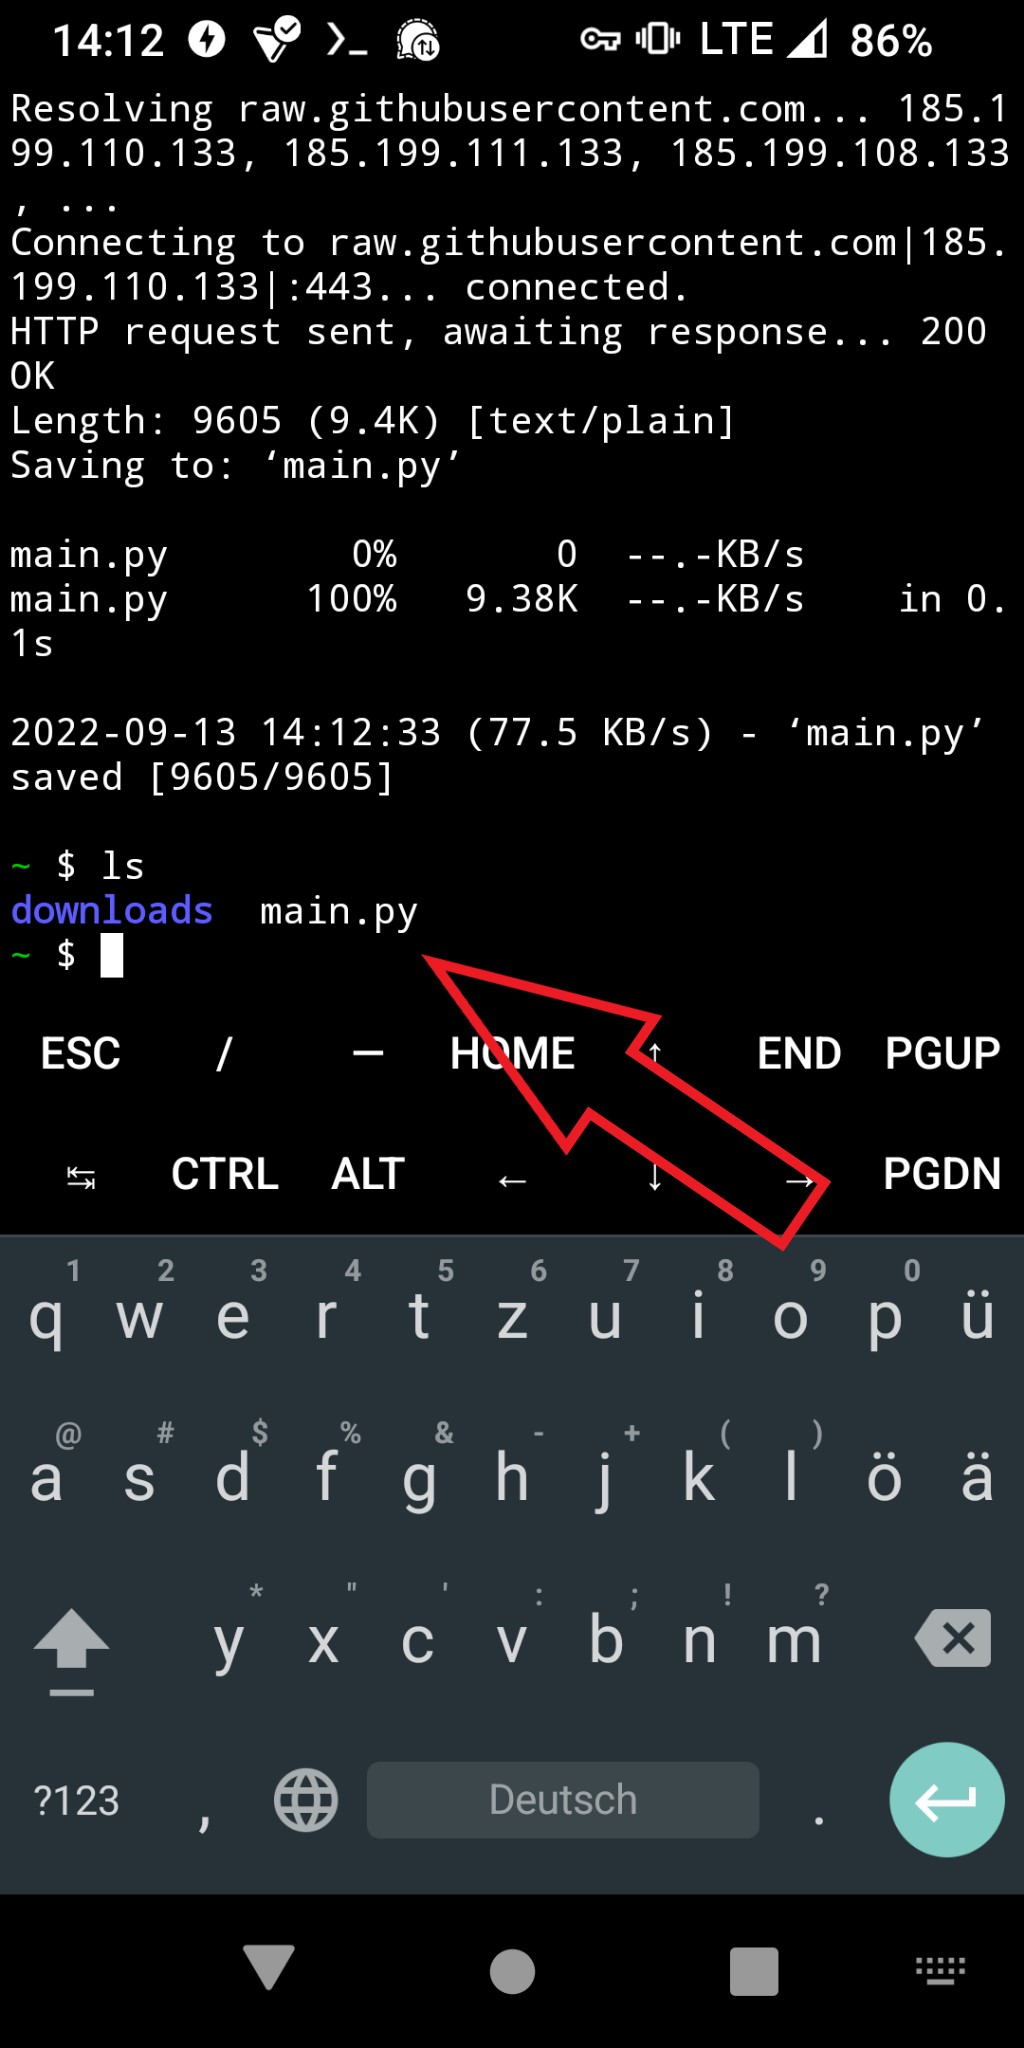 14:12 LTE 86%
Resolving raw.githubusercontent.com... 185.1
99.110.133, 185.199.111.133, 185.199.108.133
, ...
Connecting to raw.githubusercontent.com|185.
199.110.133|:443... connected.
HTTP request sent, awaiting response... 200
OK
Length: 9605 (9.4K) [text/plain]
Saving to: ‘main.py’
main.py 0% 0 --.-KB/s
main.py 100% 9.38K --.-KB/s in 0.
1s
2022-09-13 14:12:33 (77.5 KB/s) - ‘main.py’
saved [9605/9605]
~ $ ls
downloads main.py
~ $
ESC / — HOME ↑ END PGUP
↹ CTRL ALT ← ↓ → PGDN
1 2 3 4 5 6 7 8 9 0
q w e r t z u i o p ü
@ # $ % & - + ( )
a s d f g h j k l ö ä
* " ' : ; ! ?
y x c v b n m
?123 , Deutsch .